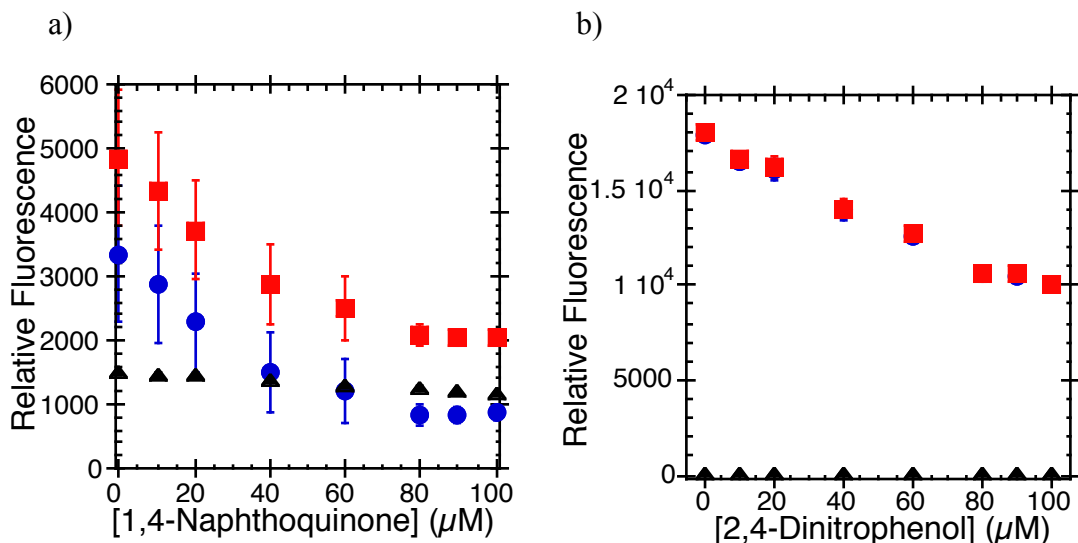 a)
b)
6000
5000
4000
3000
2000
1000
0
Relative Fluorescence
0 20 40 60 80 100
[1,4-Naphthoquinone] (µM)
2 10⁴
1.5 10⁴
1 10⁴
5000
0
Relative Fluorescence
0 20 40 60 80 100
[2,4-Dinitrophenol] (µM)